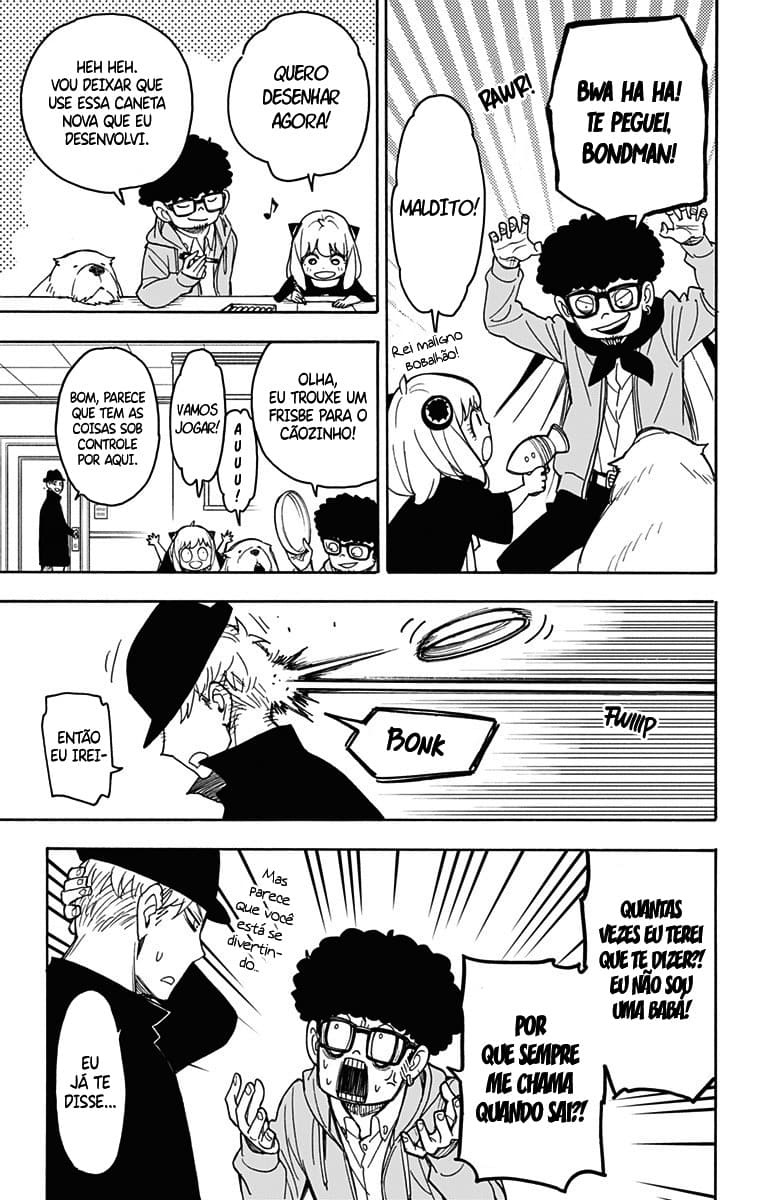 BWA HA HA!
TE PEGUEI,
BONDMAN!
RAWR!
MALDITO!
Rei maligno
bobalhão!
QUERO
DESENHAR
AGORA!
HEH HEH.
VOU DEIXAR QUE
USE ESSA CANETA
NOVA QUE EU
DESENVOLVI.
OLHA,
EU TROUXE UM
FRISBE PARA O
CÃOZINHO!
AUUU!
VAMOS
JOGAR!
BOM, PARECE
QUE TEM AS
COISAS SOB
CONTROLE
POR AQUI.
FWIIIP
BONK
ENTÃO
EU IREI-
QUANTAS
VEZES EU TEREI
QUE TE DIZER?!
EU NÃO SOU
UMA BABÁ!
POR
QUE SEMPRE
ME CHAMA
QUANDO SAI?!
Mas
parece
que você
está se
divertin-
do..
EU
JÁ TE
DISSE...